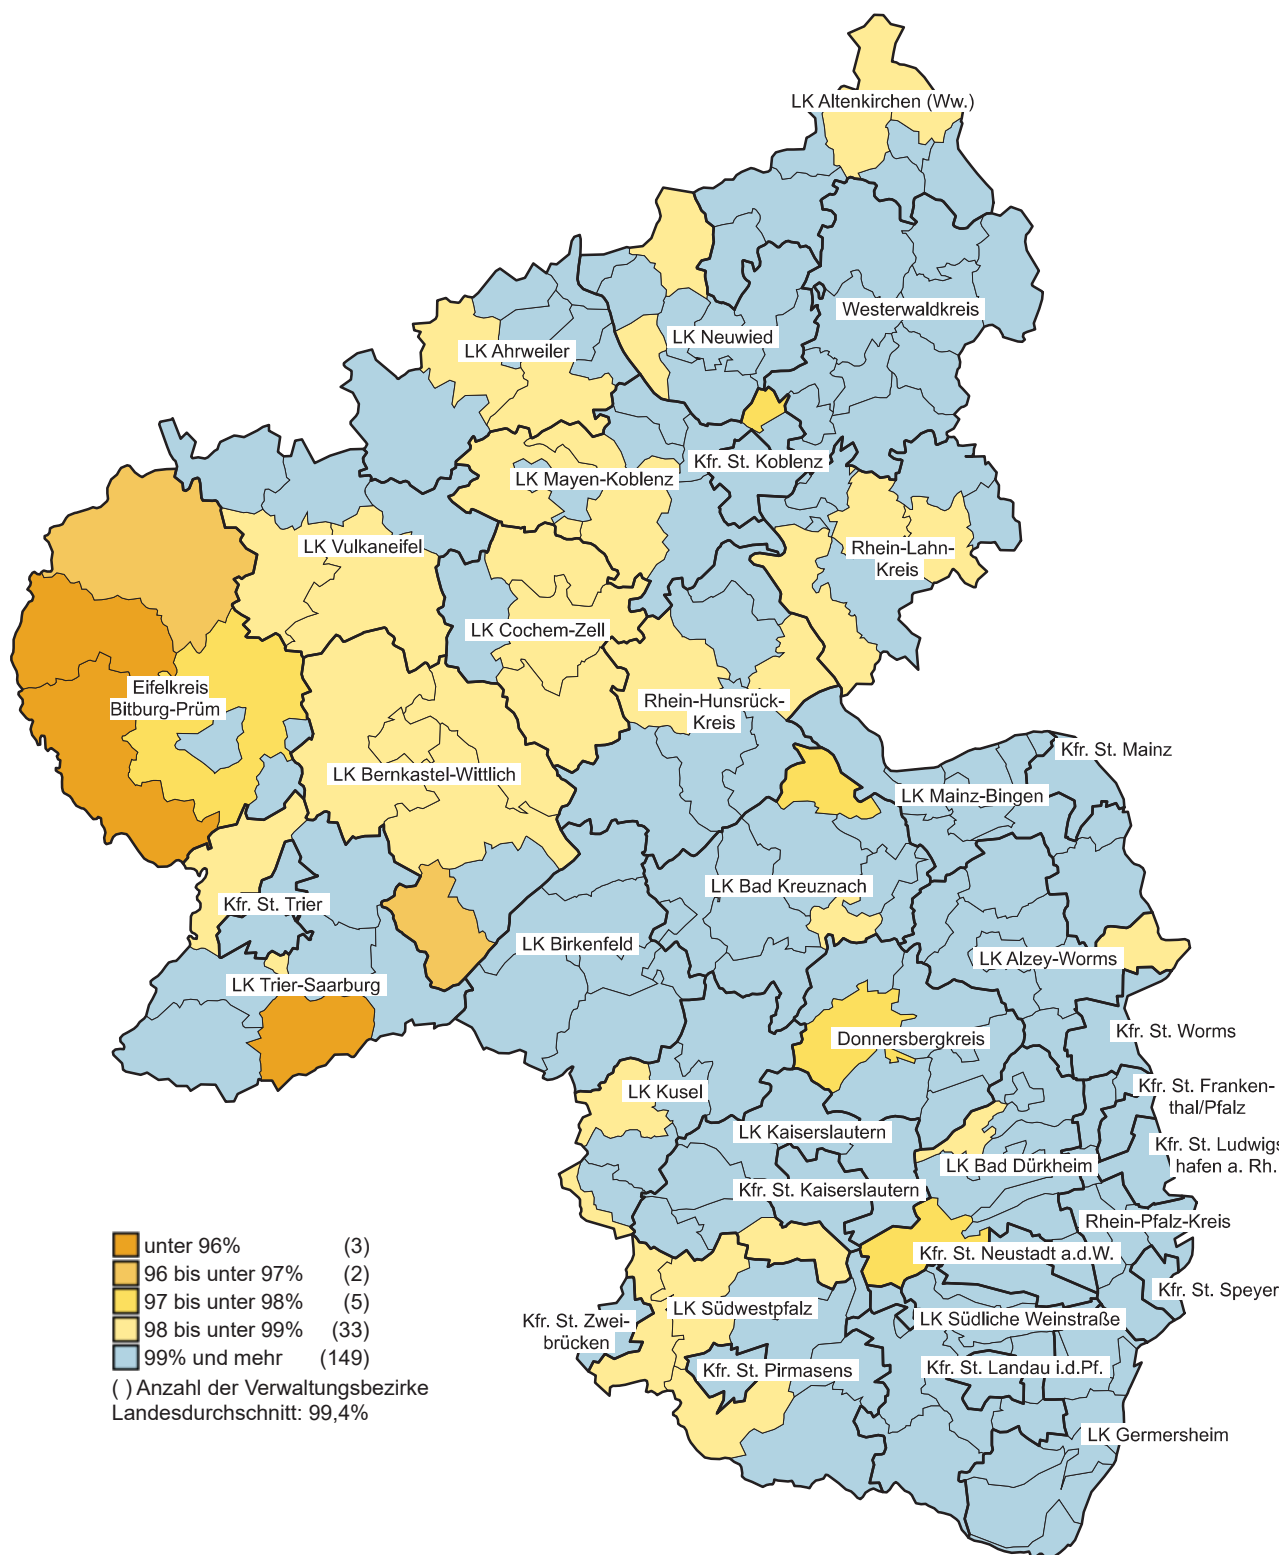 LK Altenkirchen (Ww.)
Westerwaldkreis
LK Neuwied
LK Ahrweiler
Kfr. St. Koblenz
LK Mayen-Koblenz
LK Vulkaneifel
Rhein-Lahn-
Kreis
LK Cochem-Zell
Eifelkreis
Bitburg-Prüm
Rhein-Hunsrück-
Kreis
Kfr. St. Mainz
LK Bernkastel-Wittlich
LK Mainz-Bingen
LK Bad Kreuznach
Kfr. St. Trier
LK Birkenfeld
LK Alzey-Worms
LK Trier-Saarburg
Kfr. St. Worms
Donnersbergkreis
LK Kusel
Kfr. St. Franken-
thal/Pfalz
LK Kaiserslautern
Kfr. St. Ludwigs
hafen a. Rh.
LK Bad Dürkheim
Kfr. St. Kaiserslautern
Rhein-Pfalz-Kreis
Kfr. St. Neustadt a.d.W.
Kfr. St. Speyer
LK Südwestpfalz
LK Südliche Weinstraße
Kfr. St. Zwei-
brücken
Kfr. St. Pirmasens
Kfr. St. Landau i.d.Pf.
LK Germersheim
unter 96% (3)
96 bis unter 97% (2)
97 bis unter 98% (5)
98 bis unter 99% (33)
99% und mehr (149)
( ) Anzahl der Verwaltungsbezirke
Landesdurchschnitt: 99,4%